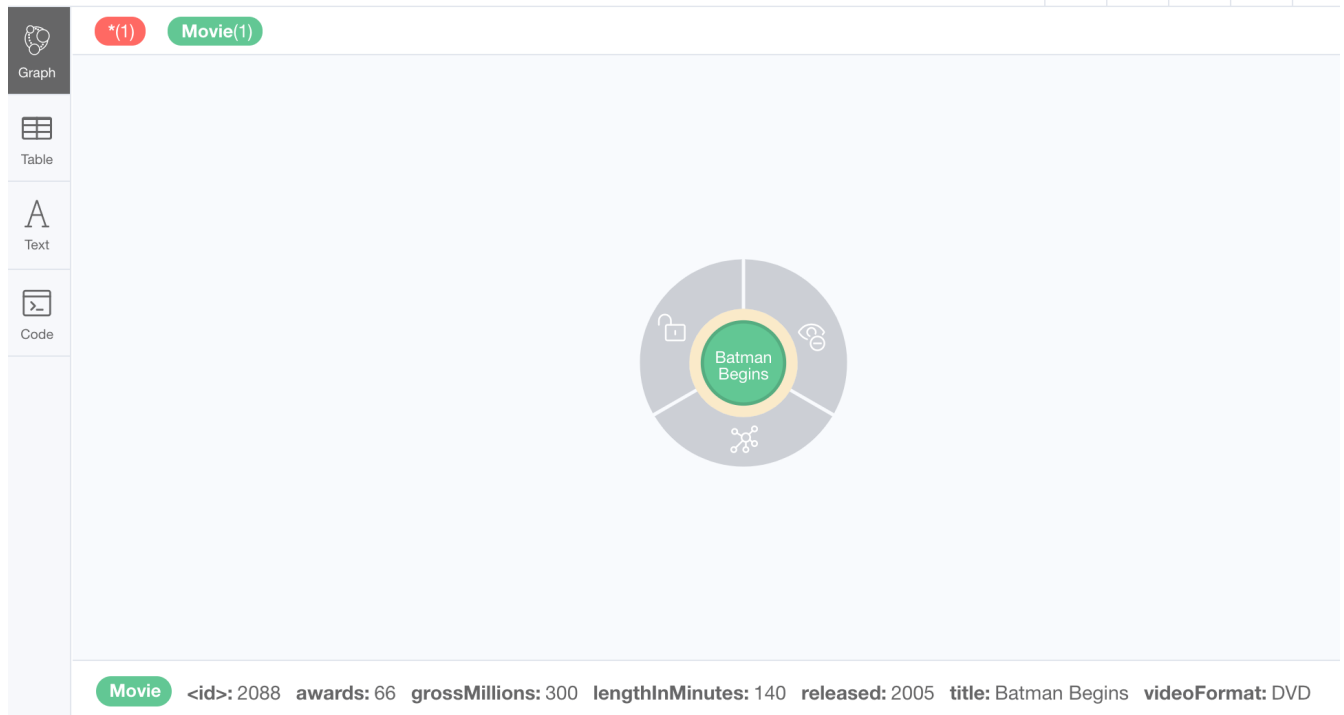 *(1) Movie(1)
Graph
Table
Text
Code
Batman
Begins
Movie <id>: 2088 awards: 66 grossMillions: 300 lengthInMinutes: 140 released: 2005 title: Batman Begins videoFormat: DVD